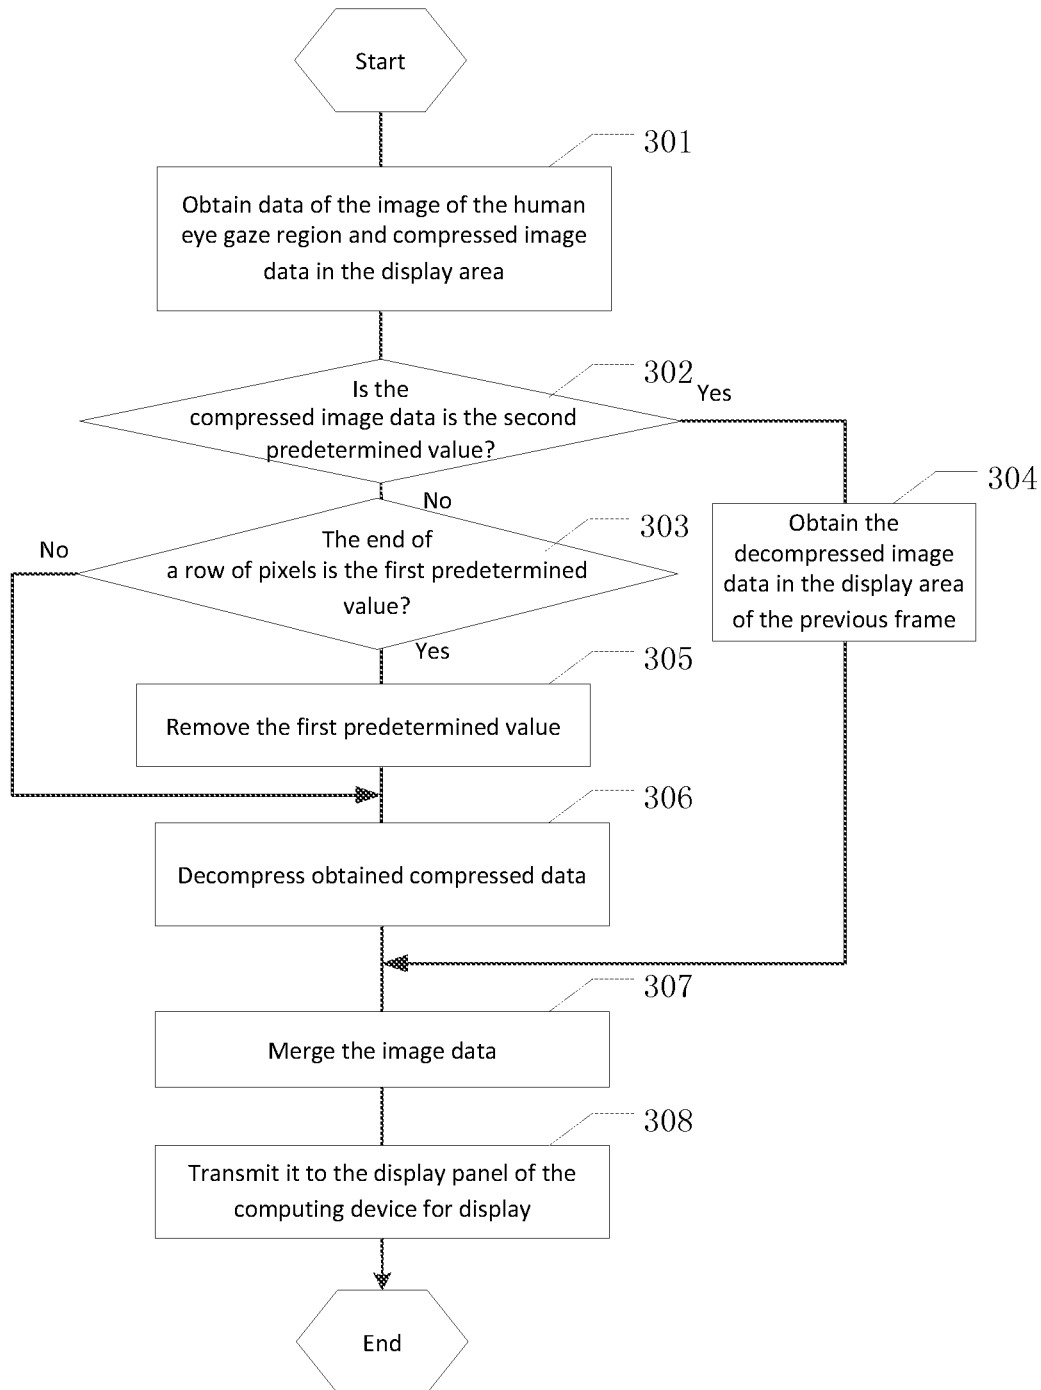 Start
301
Obtain data of the image of the human
eye gaze region and compressed image
data in the display area
302
Is the
compressed image data is the second
predetermined value?
Yes
No
304
Obtain the
decompressed image
data in the display area
of the previous frame
303
The end of
a row of pixels is the first predetermined
value?
No
Yes
305
Remove the first predetermined value
306
Decompress obtained compressed data
307
Merge the image data
308
Transmit it to the display panel of the
computing device for display
End